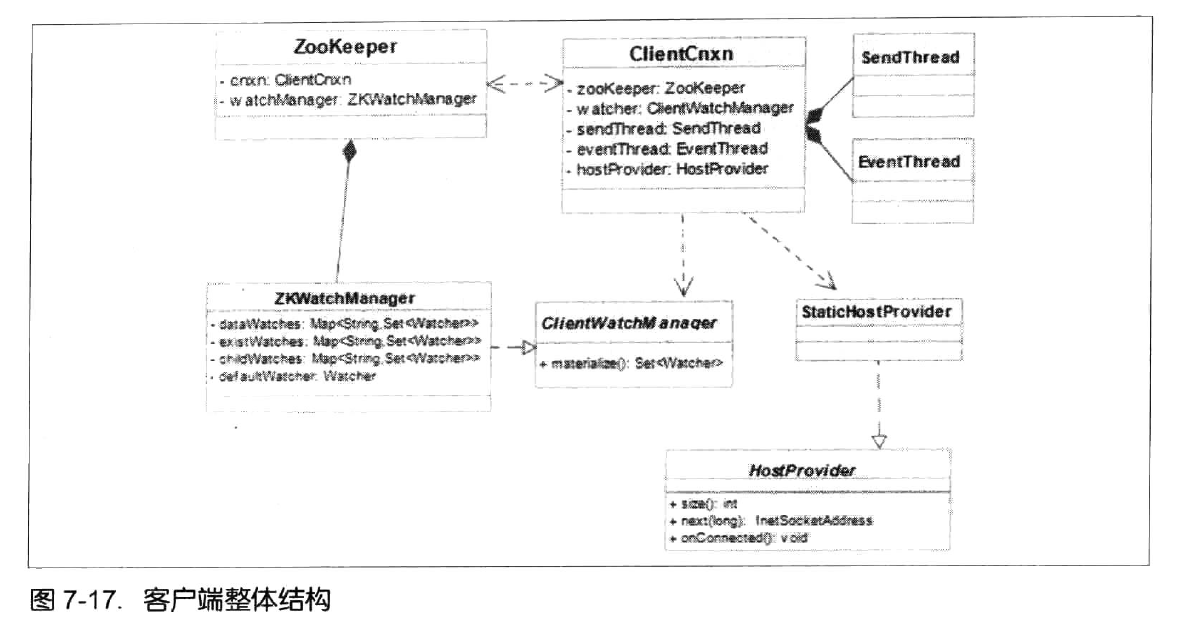 ZooKeeper
- cnxn: ClientCnxn
- watchManager: ZKWatchManager
ClientCnxn
- zooKeeper: ZooKeeper
- watcher: ClientWatchManager
- sendThread: SendThread
- eventThread: EventThread
- hostProvider: HostProvider
SendThread
EventThread
ZKWatchManager
- dataWatches: Map<String,Set<Watcher>>
- existWatches: Map<String,Set<Watcher>>
- childWatches: Map<String,Set<Watcher>>
- defaultWatcher: Watcher
ClientWatchManager
+ materialize(): Set<Watcher>
StaticHostProvider
HostProvider
+ size(): int
+ next(long): InetSocketAddress
+ onConnected(): void
图 7-17. 客户端整体结构